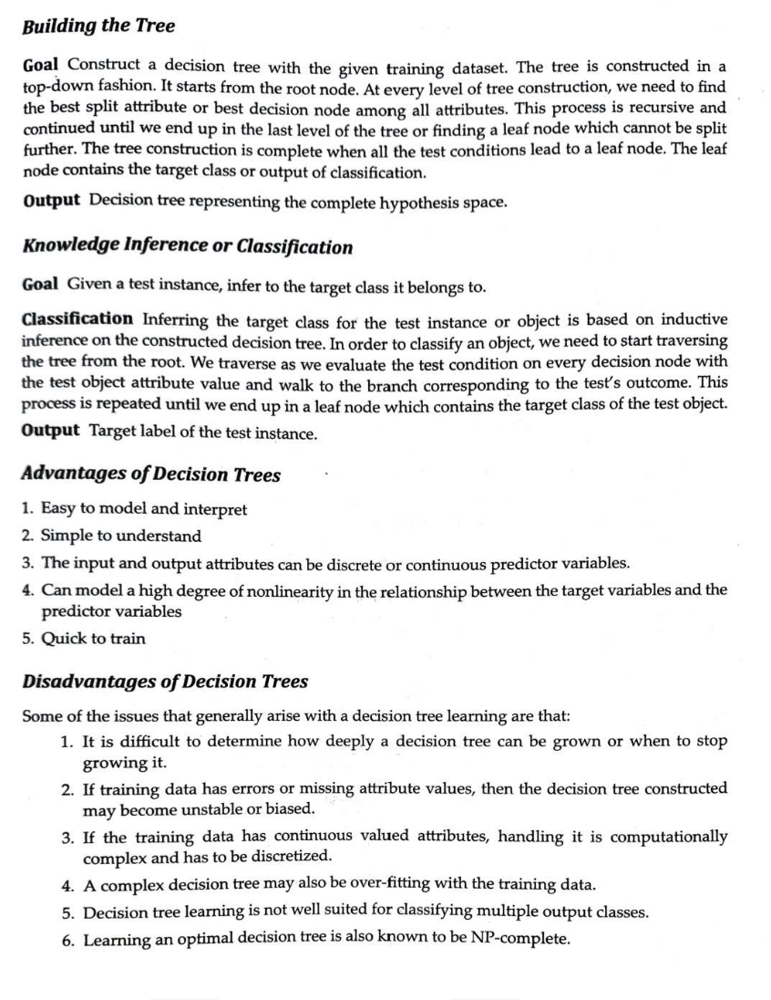 Building the Tree
Goal Construct a decision tree with the given training dataset. The tree is constructed in a
top-down fashion. It starts from the root node. At every level of tree construction, we need to find
the best split attribute or best decision node among all attributes. This process is recursive and
continued until we end up in the last level of the tree or finding a leaf node which cannot be split
further. The tree construction is complete when all the test conditions lead to a leaf node. The leaf
node contains the target class or output of classification.
Output Decision tree representing the complete hypothesis space.
Knowledge Inference or Classification
Goal Given a test instance, infer to the target class it belongs to.
Classification Inferring the target class for the test instance or object is based on inductive
inference on the constructed decision tree. In order to classify an object, we need to start traversing
the tree from the root. We traverse as we evaluate the test condition on every decision node with
the test object attribute value and walk to the branch corresponding to the test's outcome. This
process is repeated until we end up in a leaf node which contains the target class of the test object.
Output Target label of the test instance.
Advantages of Decision Trees
1. Easy to model and interpret
2. Simple to understand
3. The input and output attributes can be discrete or continuous predictor variables.
4. Can model a high degree of nonlinearity in the relationship between the target variables and the
predictor variables
5. Quick to train
Disadvantages of Decision Trees
Some of the issues that generally arise with a decision tree learning are that:
1. It is difficult to determine how deeply a decision tree can be grown or when to stop
growing it.
2. If training data has errors or missing attribute values, then the decision tree constructed
may become unstable or biased.
3. If the training data has continuous valued attributes, handling it is computationally
complex and has to be discretized.
4. A complex decision tree may also be over-fitting with the training data.
5. Decision tree learning is not well suited for classifying multiple output classes.
6. Learning an optimal decision tree is also known to be NP-complete.